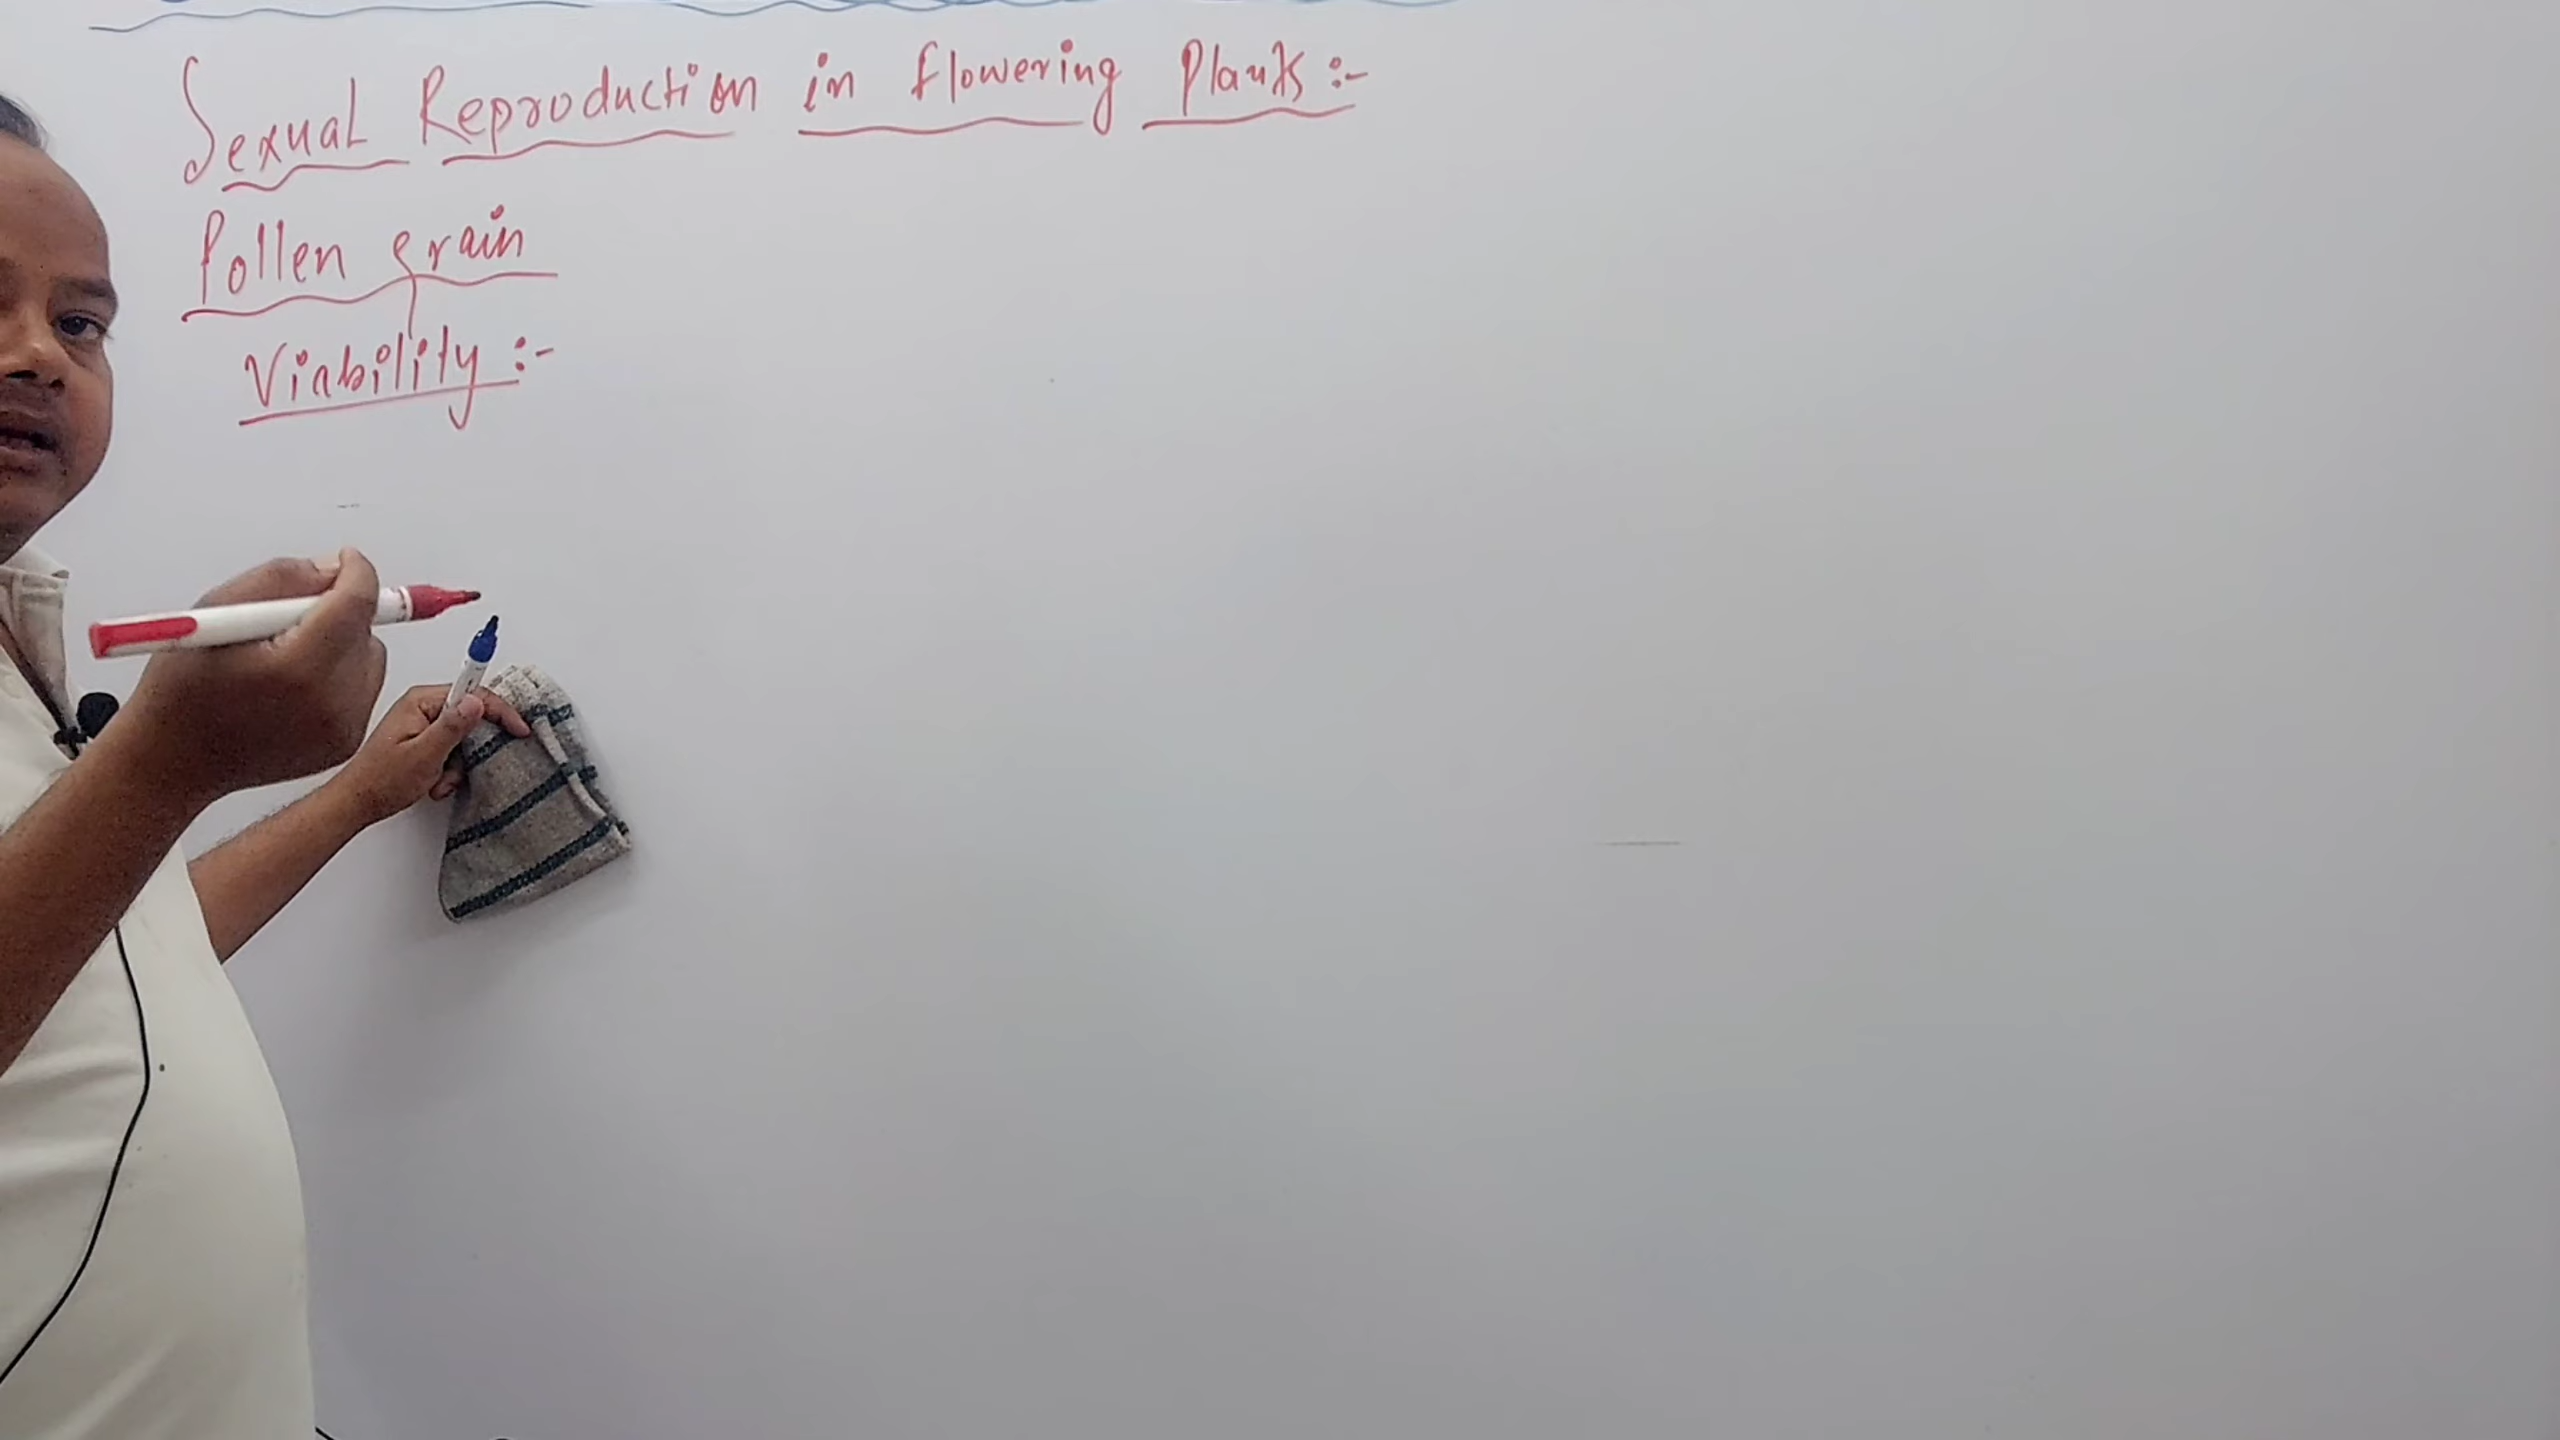 Sexual Reproduction in flowering Plants :-
Pollen grain
Viability :-